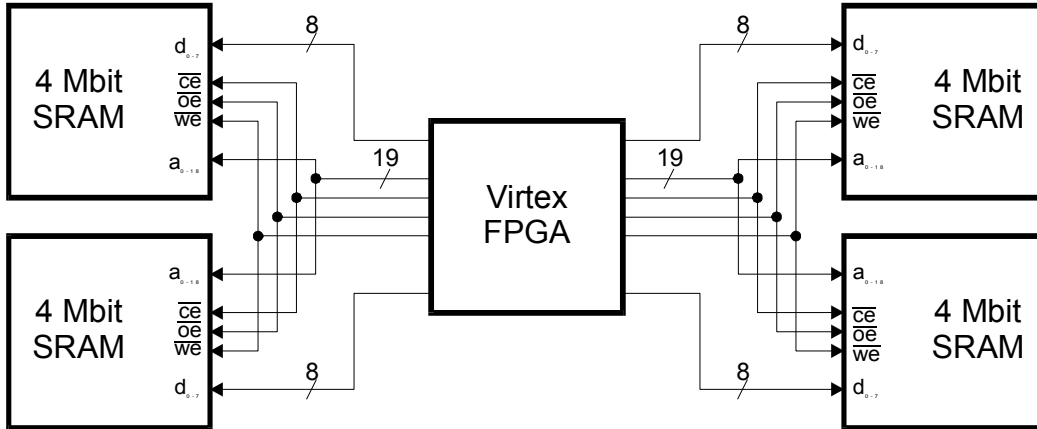 8
8
d0-7
d0-7
4 Mbit
SRAM
ce
oe
we
ce
oe
we
4 Mbit
SRAM
a0-18
19
19
a0-18
Virtex
FPGA
a0-18
a0-18
4 Mbit
SRAM
ce
oe
we
ce
oe
we
4 Mbit
SRAM
d0-7
8
8
d0-7